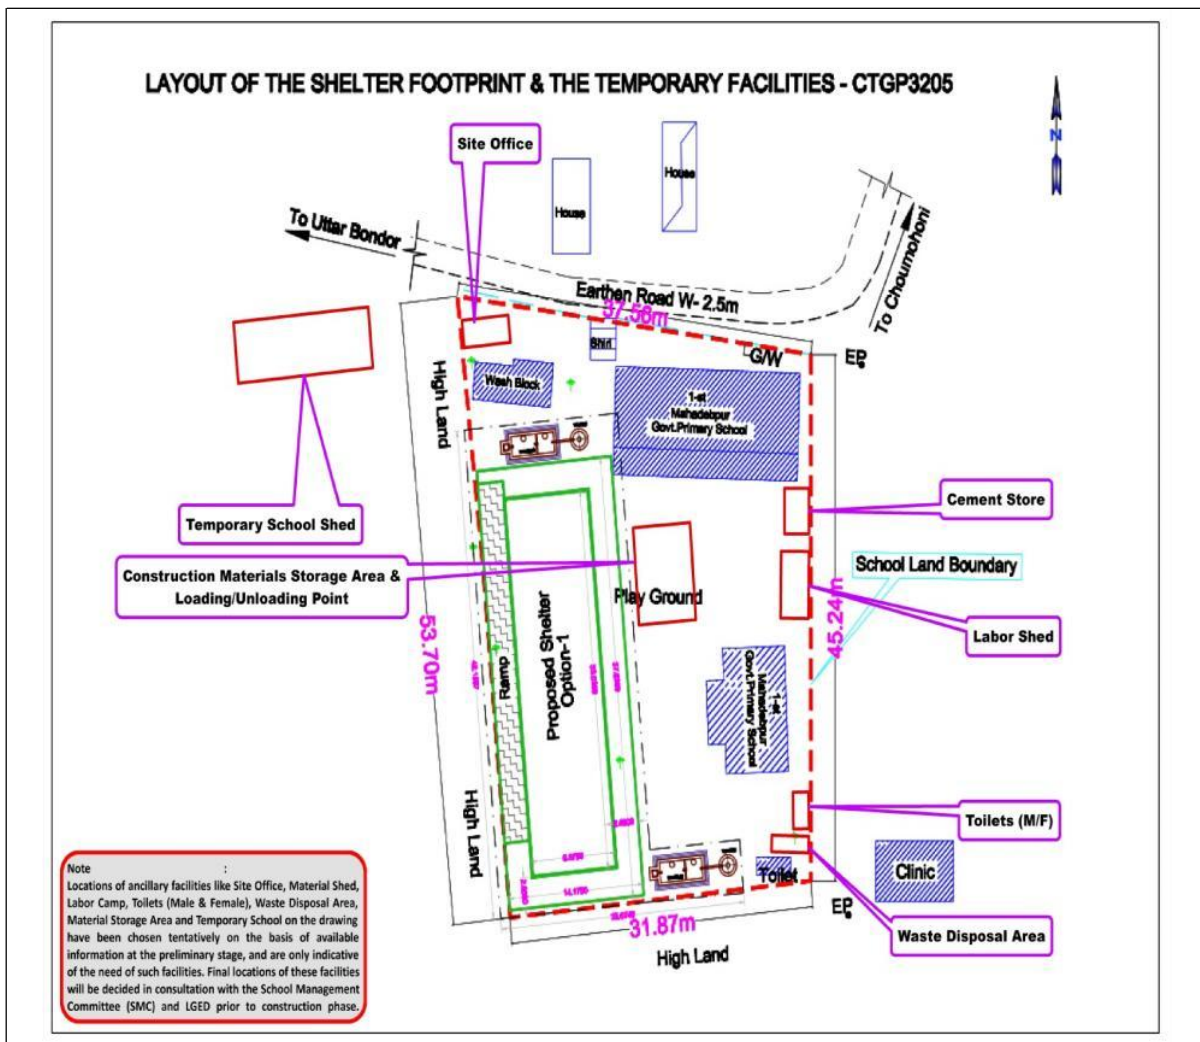 LAYOUT OF THE SHELTER FOOTPRINT & THE TEMPORARY FACILITIES - CTGP3205
N
Site Office
House
House
To Uttar Bondor
To Choumohoni
Earthen Road W- 2.5m
37.56m
Shiri
G/W
EP
High Land
Wash Block
1-st
Mahadebpur
Govt.Primary School
Temporary School Shed
Cement Store
Construction Materials Storage Area &
Loading/Unloading Point
Play Ground
School Land Boundary
Labor Shed
53.70m
45.24m
Ramp
Proposed Shelter
Option-1
1-st
Mahadebpur
Govt.Primary School
High Land
Toilets (M/F)
14.1750
Toilet
Clinic
EP
31.87m
Waste Disposal Area
High Land
Note :
Locations of ancillary facilities like Site Office, Material Shed,
Labor Camp, Toilets (Male & Female), Waste Disposal Area,
Material Storage Area and Temporary School on the drawing
have been chosen tentatively on the basis of available
information at the preliminary stage, and are only indicative
of the need of such facilities. Final locations of these facilities
will be decided in consultation with the School Management
Committee (SMC) and LGED prior to construction phase.